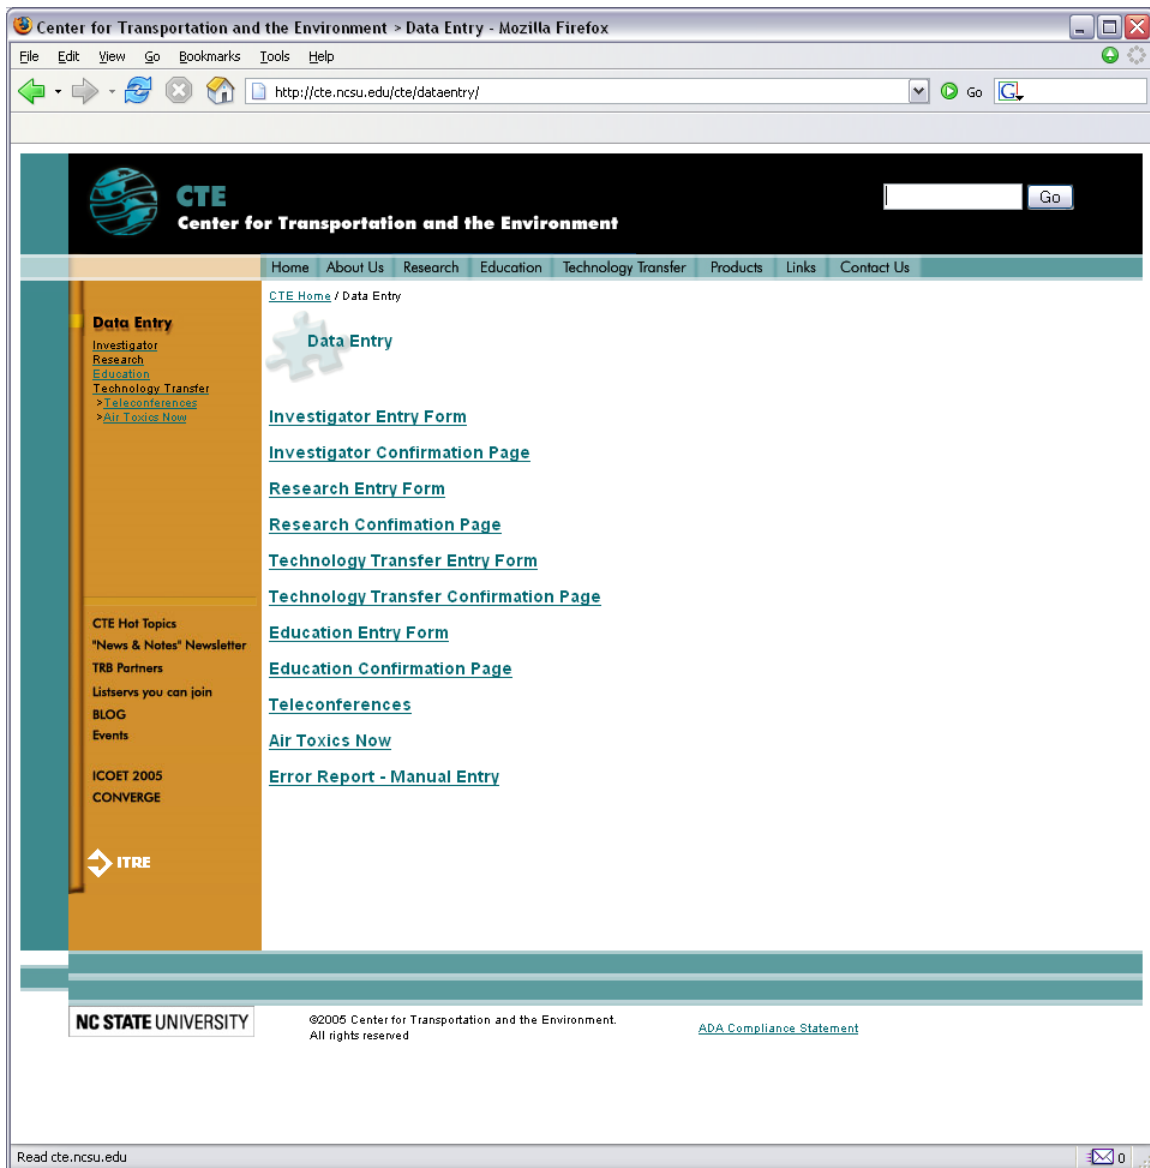 Center for Transportation and the Environment > Data Entry - Mozilla Firefox
File Edit View Go Bookmarks Tools Help
http://cte.ncsu.edu/cte/dataentry/ Go G
CTE
Center for Transportation and the Environment
Go
Home About Us Research Education Technology Transfer Products Links Contact Us
CTE Home / Data Entry
Data Entry
Investigator
Research
Education
Technology Transfer
>Teleconferences
>Air Toxics Now
CTE Hot Topics
"News & Notes" Newsletter
TRB Partners
Listservs you can join
BLOG
Events
ICOET 2005
CONVERGE
ITRE
Data Entry
Investigator Entry Form
Investigator Confirmation Page
Research Entry Form
Research Confimation Page
Technology Transfer Entry Form
Technology Transfer Confirmation Page
Education Entry Form
Education Confirmation Page
Teleconferences
Air Toxics Now
Error Report - Manual Entry
NC STATE UNIVERSITY
©2005 Center for Transportation and the Environment.
All rights reserved
ADA Compliance Statement
Read cte.ncsu.edu
0